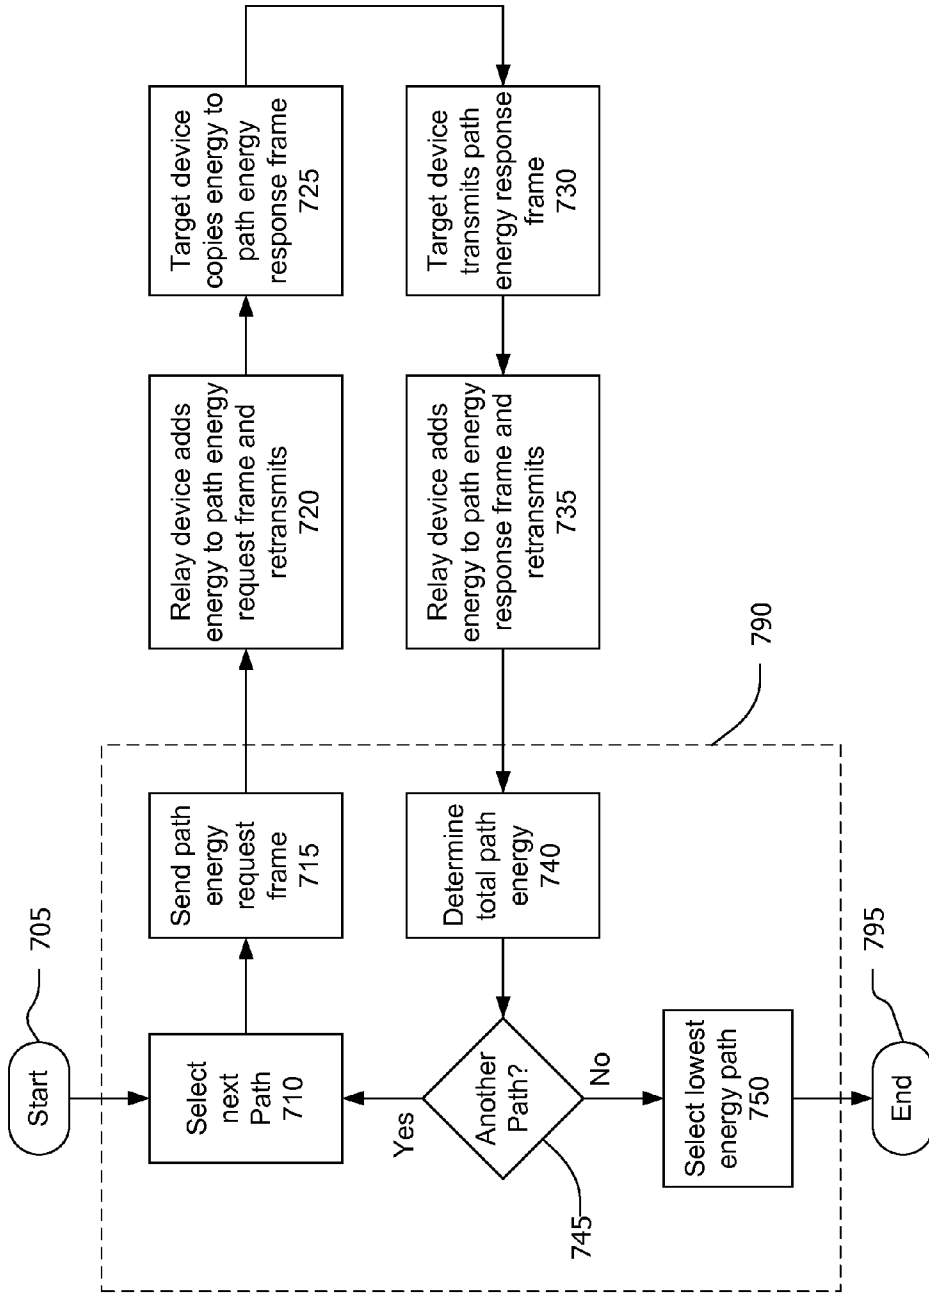 Start
705
Select
next
Path
710
Send path
energy
request
frame
715
Relay device adds
energy to path energy
request frame and
retransmits
720
Target device
copies energy to
path energy
response frame
725
Target device
transmits path
energy response
frame
730
Relay device adds
energy to path energy
response frame and
retransmits
735
Determine
total path
energy
740
Another
Path?
745
Yes
No
Select lowest
energy path
750
790
End
795